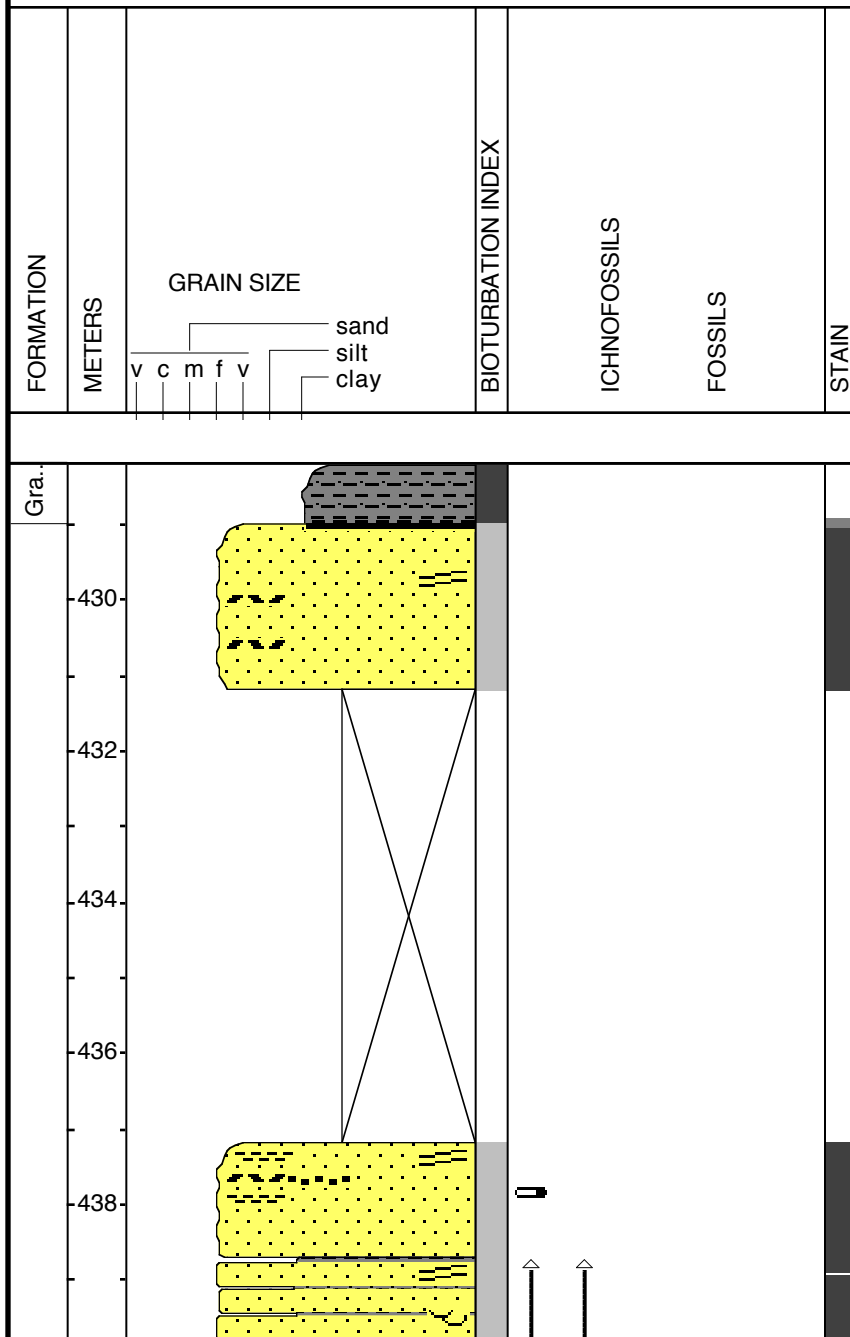 FORMATION
METERS
GRAIN SIZE
sand
silt
clay
v c m f v
BIOTURBATION INDEX
ICHNOFOSSILS
FOSSILS
STAIN
Gra..
430
432
434
436
438